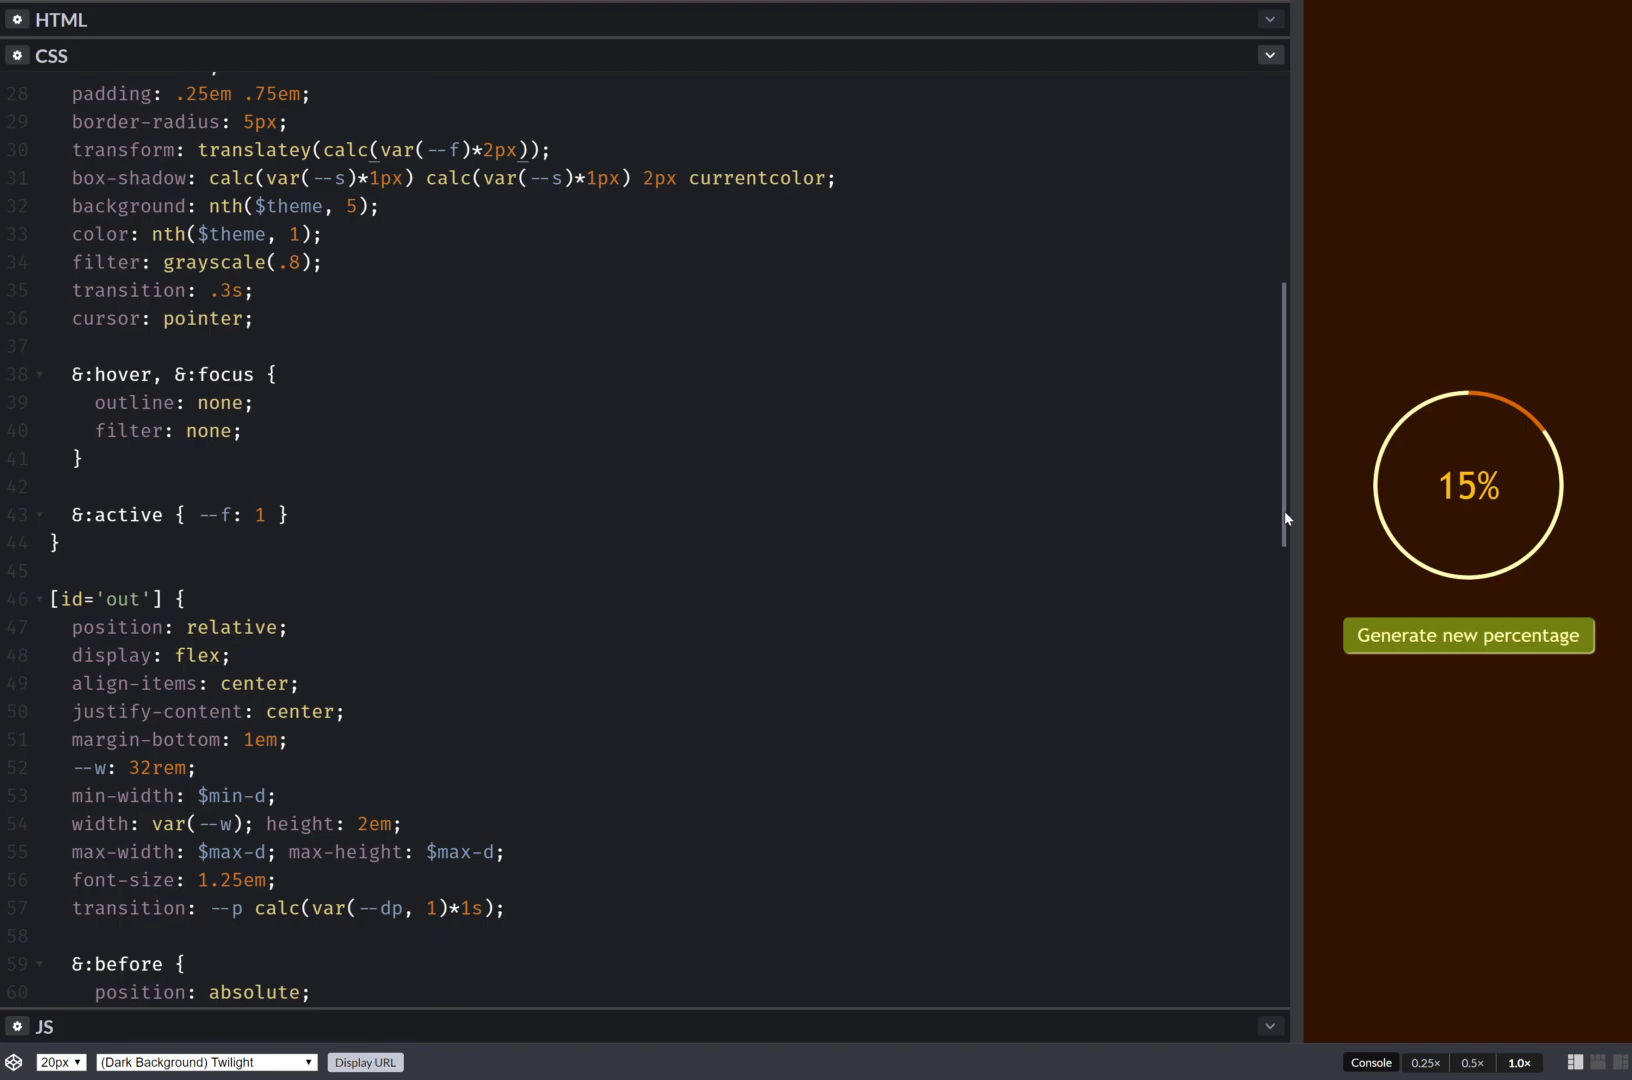 HTML
CSS
28 padding: .25em .75em;
29 border-radius: 5px;
30 transform: translatey(calc(var(--f)*2px));
31 box-shadow: calc(var(--s)*1px) calc(var(--s)*1px) 2px currentcolor;
32 background: nth($theme, 5);
33 color: nth($theme, 1);
34 filter: grayscale(.8);
35 transition: .3s;
36 cursor: pointer;
37
38 &:hover, &:focus {
39 outline: none;
40 filter: none;
41 }
42
43 &:active { --f: 1 }
44 }
45
46 [id='out'] {
47 position: relative;
48 display: flex;
49 align-items: center;
50 justify-content: center;
51 margin-bottom: 1em;
52 --w: 32rem;
53 min-width: $min-d;
54 width: var(--w); height: 2em;
55 max-width: $max-d; max-height: $max-d;
56 font-size: 1.25em;
57 transition: --p calc(var(--dp, 1)*1s);
58
59 &:before {
60 position: absolute;
JS
20px (Dark Background) Twilight Display URL
15%
Generate new percentage
Console 0.25× 0.5× 1.0×